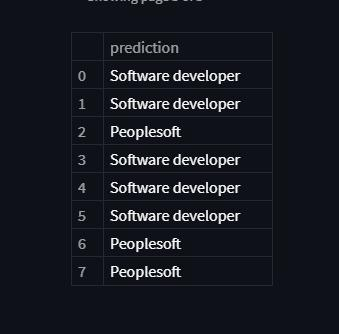 prediction
0 Software developer
1 Software developer
2 Peoplesoft
3 Software developer
4 Software developer
5 Software developer
6 Peoplesoft
7 Peoplesoft